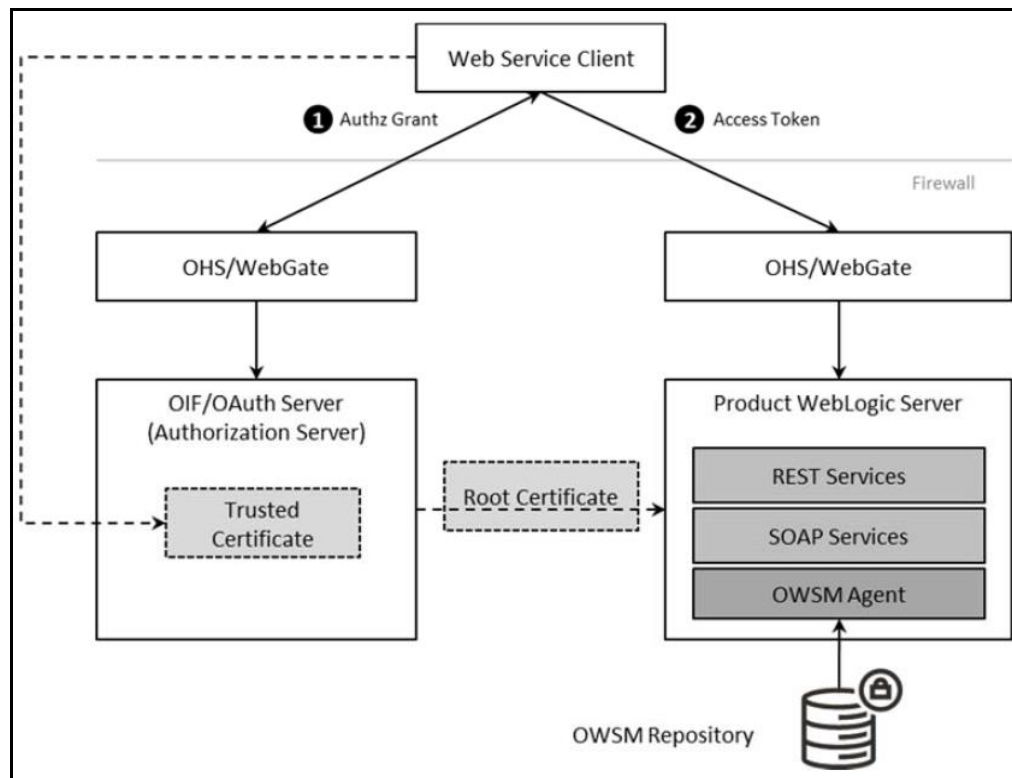 Web Service Client
1 Authz Grant
2 Access Token
Firewall
OHS/WebGate
OHS/WebGate
OIF/OAuth Server
(Authorization Server)
Trusted
Certificate
Root Certificate
Product WebLogic Server
REST Services
SOAP Services
OWSM Agent
OWSM Repository